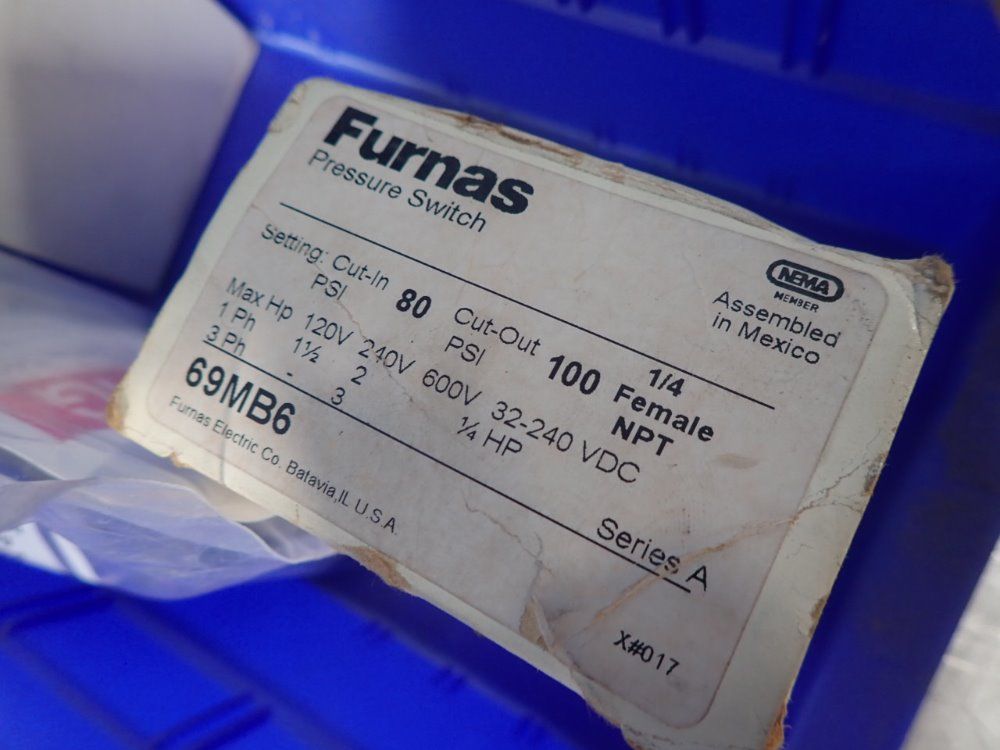 Furnas
Pressure Switch
NEMA
MEMBER
Assembled
in Mexico
Setting: Cut-In 80 Cut-Out 100 1/4
PSI PSI Female
NPT
Max Hp 120V 240V 600V 32-240 VDC
1 Ph 1½ 2 ¼ HP
3 Ph - 3
69MB6 Series A
Furnas Electric Co. Batavia, IL U.S.A.
X#017